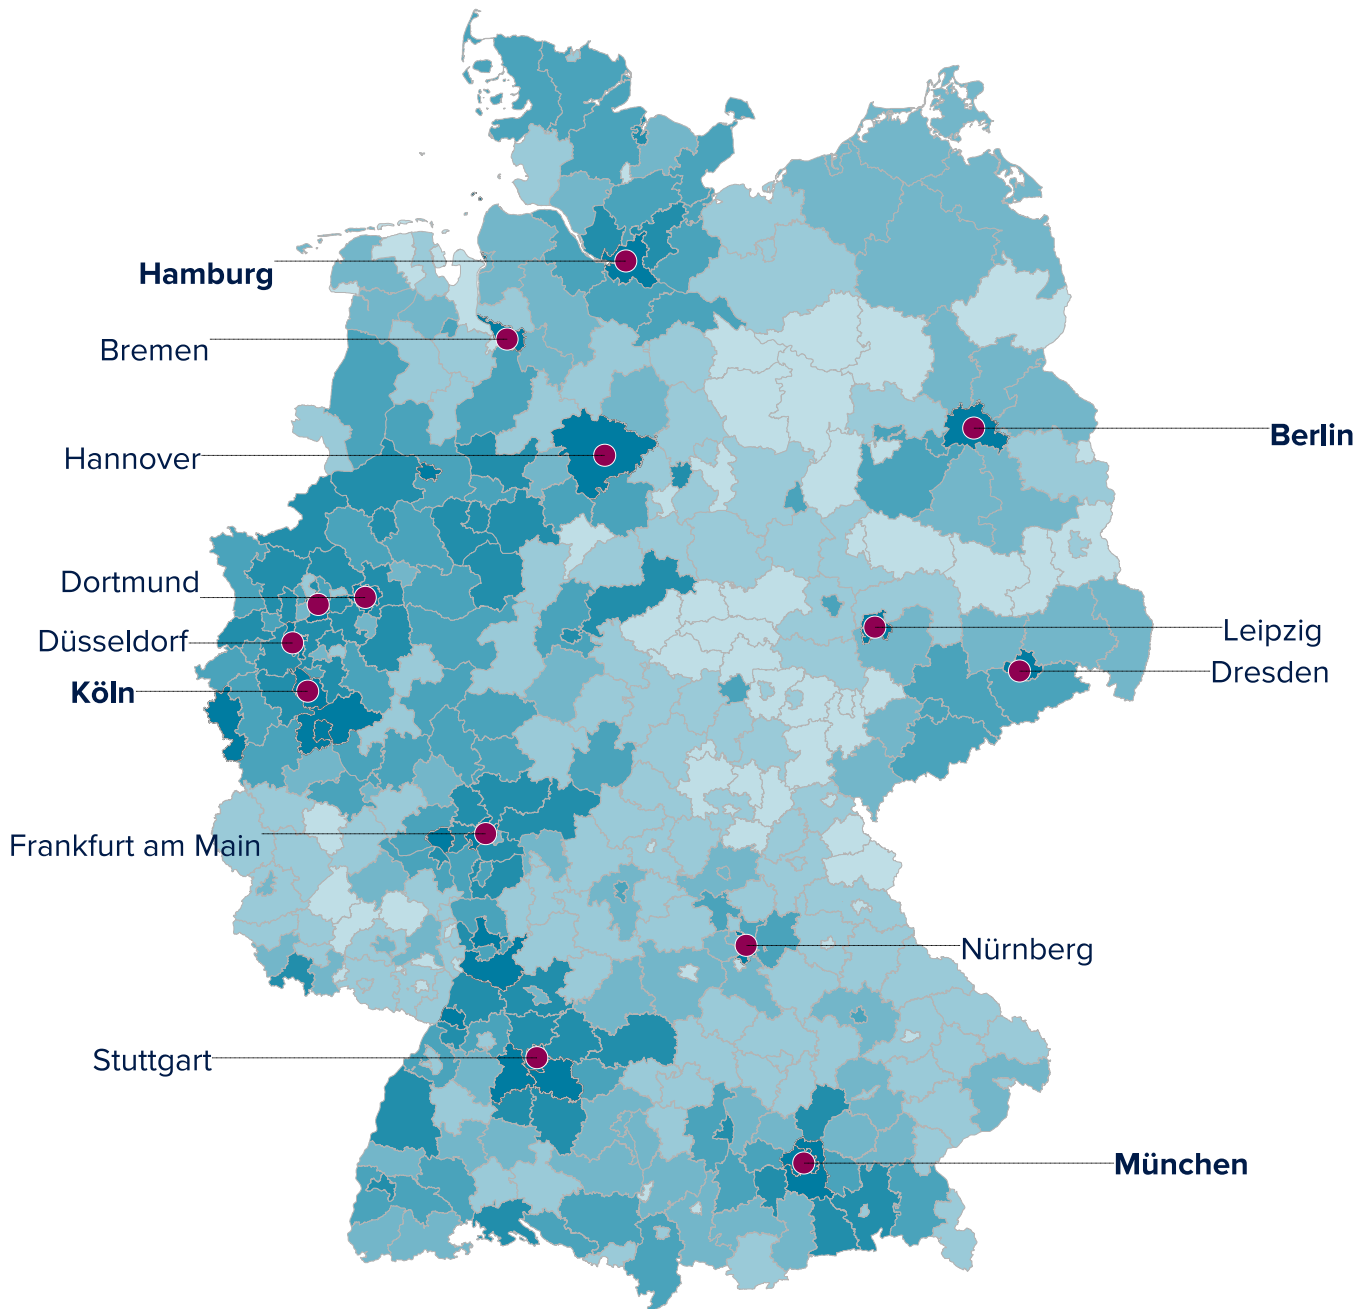 Hamburg
Bremen
Berlin
Hannover
Dortmund
Düsseldorf
Leipzig
Dresden
Köln
Frankfurt am Main
Nürnberg
Stuttgart
München